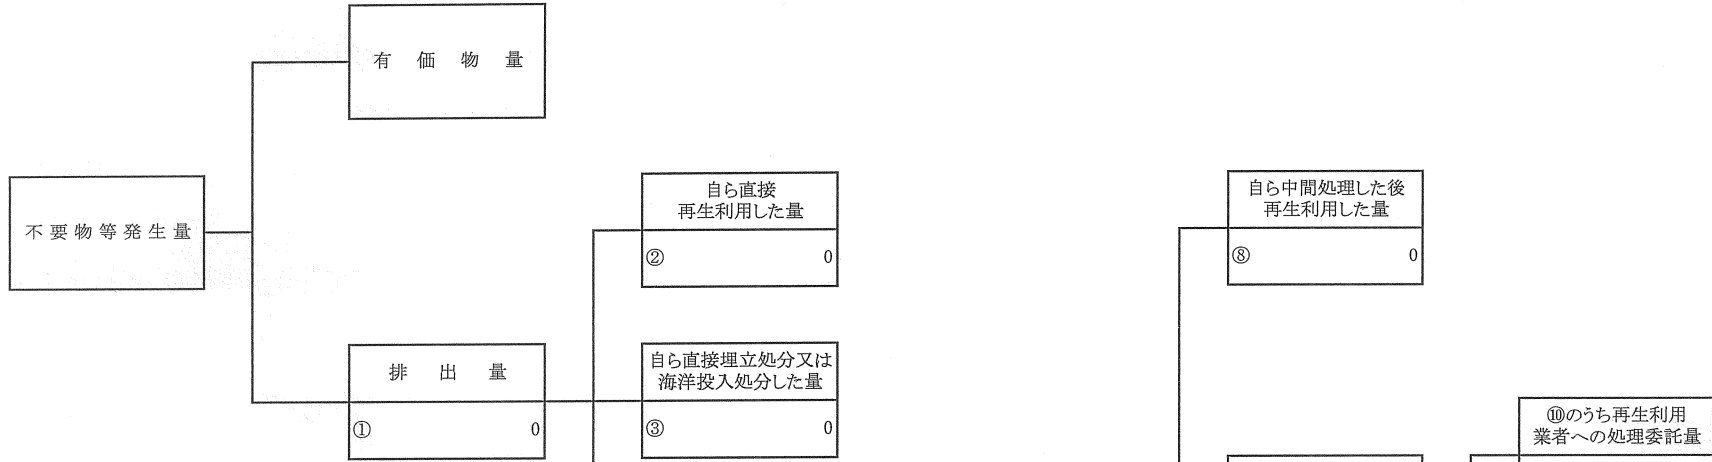 有価物量
不要物等発生量
自ら直接
再生利用した量
② 0
自ら中間処理した後
再生利用した量
⑧ 0
排出量
① 0
自ら直接埋立処分又は
海洋投入処分した量
③ 0
⑩のうち再生利用
業者への処理委託量